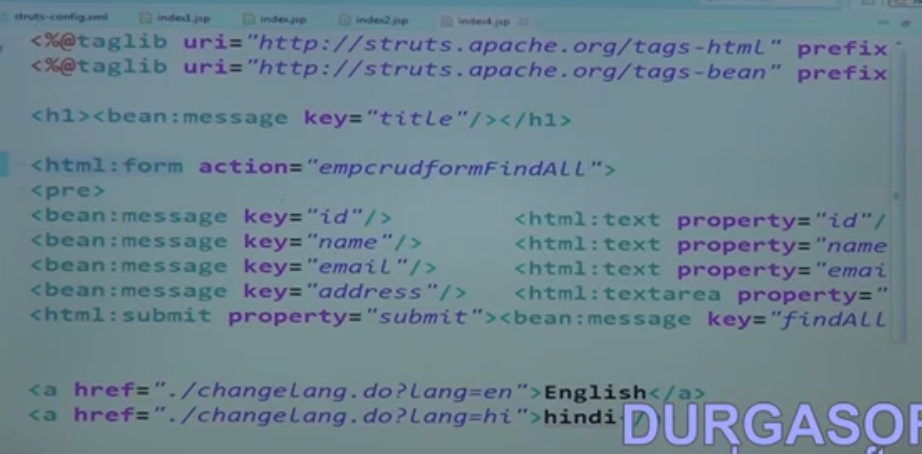 struts-config.xml index1.jsp index.jsp index2.jsp index4.jsp
<%@taglib uri="http://struts.apache.org/tags-html" prefix
<%@taglib uri="http://struts.apache.org/tags-bean" prefix
<h1><bean:message key="title"/></h1>
<html:form action="empcrudformFindALL">
<pre>
<bean:message key="id"/> <html:text property="id"/
<bean:message key="name"/> <html:text property="name
<bean:message key="email"/> <html:text property="emai
<bean:message key="address"/> <html:textarea property="
<html:submit property="submit"><bean:message key="findALL
<a href="./changelang.do?lang=en">English</a>
<a href="./changelang.do?lang=hi">hindi</
DURGASOF